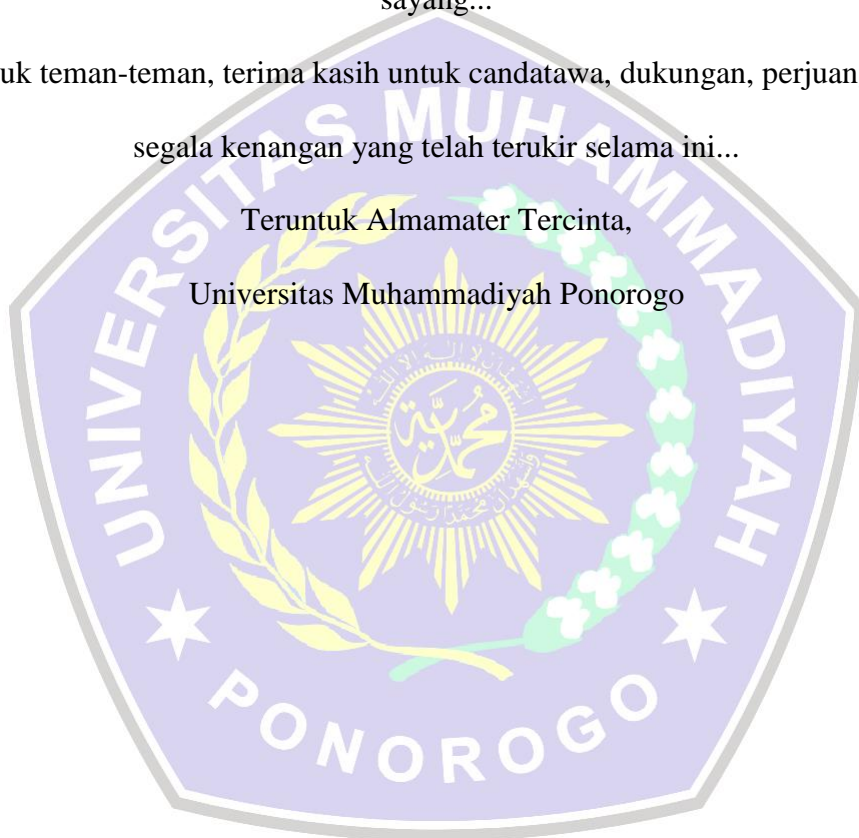 sayang...
uk teman-teman, terima kasih untuk candatawa, dukungan, perjuan
segala kenangan yang telah terukir selama ini...
Teruntuk Almamater Tercinta,
Universitas Muhammadiyah Ponorogo
UNIVERSITAS MUHAMMADIYAH
PONOROGO
محمدية